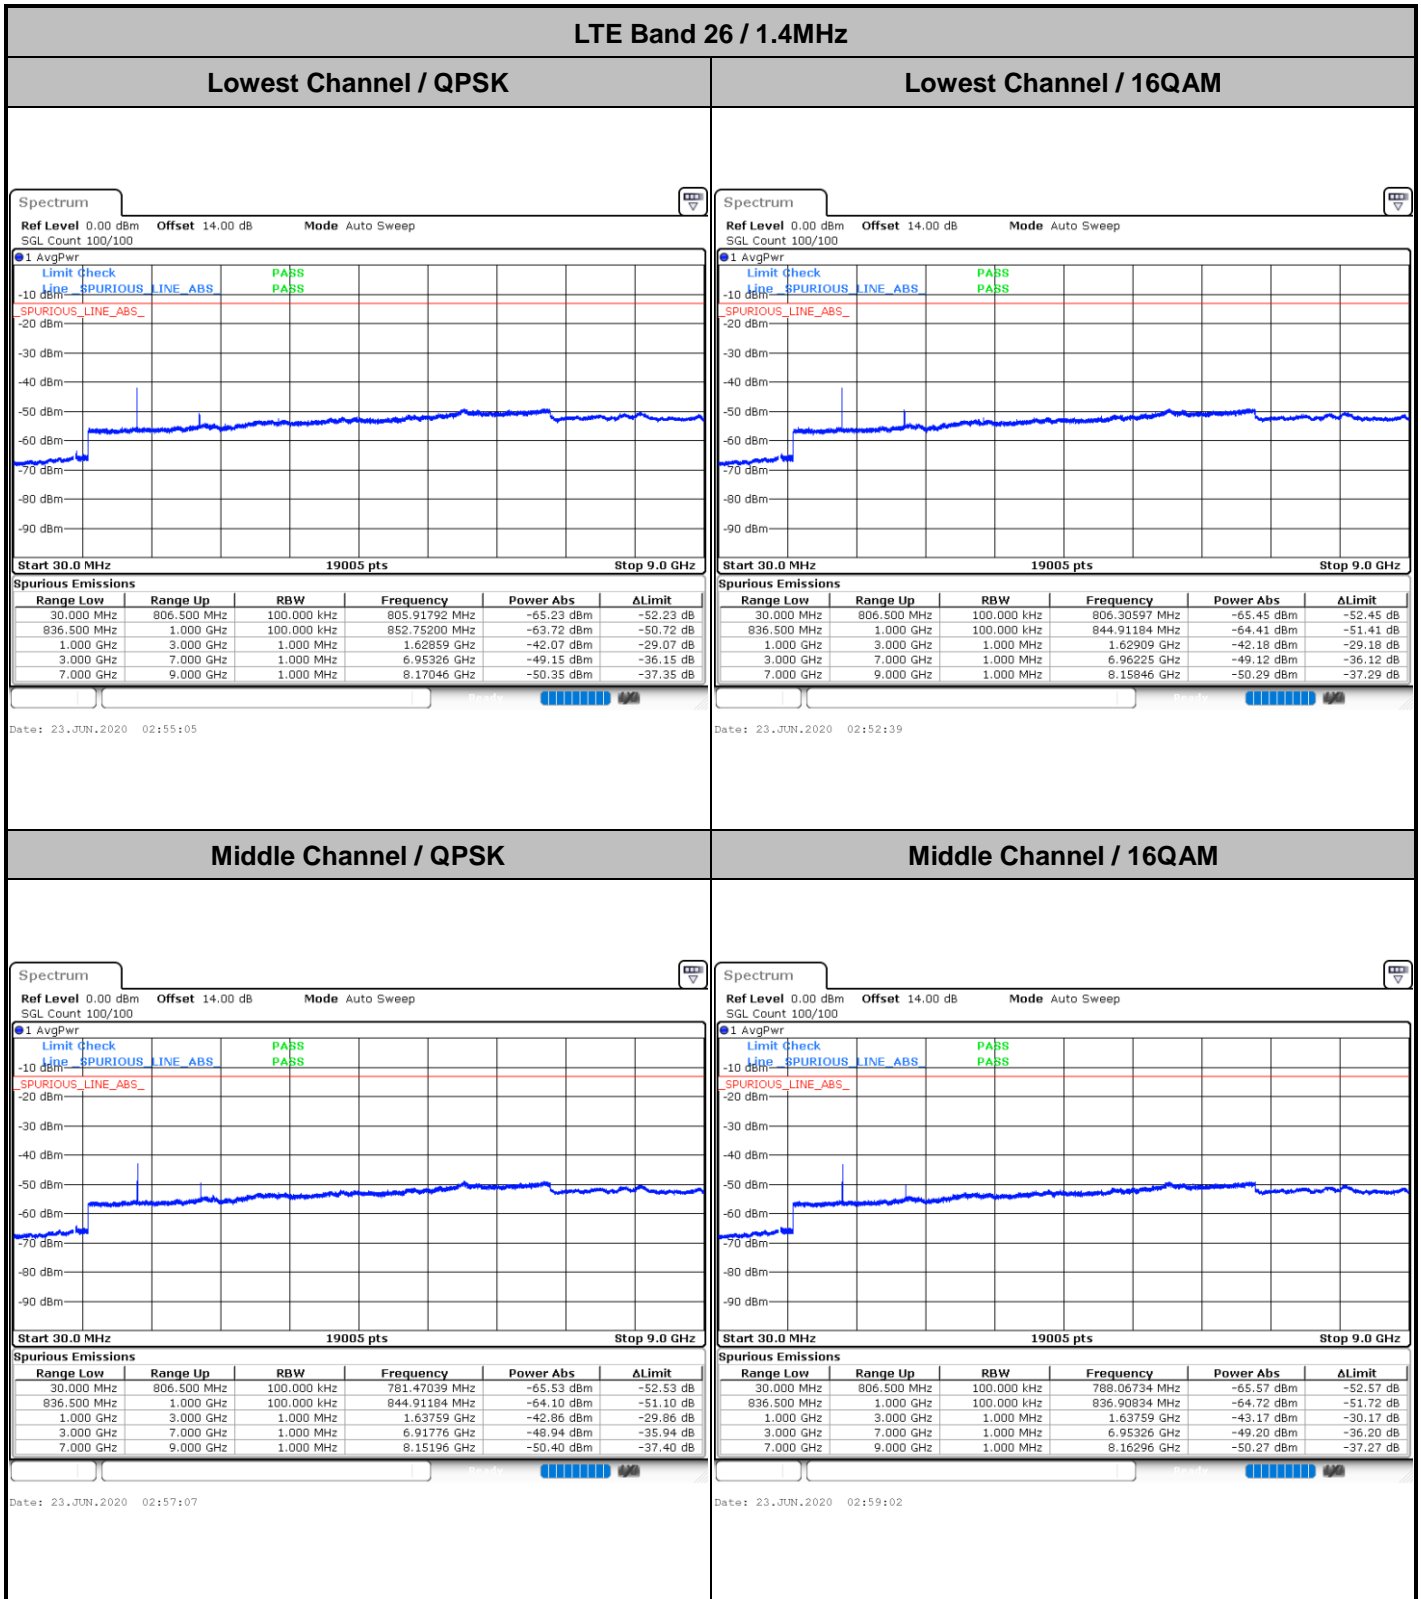 LTE Band 26 / 1.4MHz
Lowest Channel / QPSK
Lowest Channel / 16QAM
Spectrum
Ref Level 0.00 dBm Offset 14.00 dB Mode Auto Sweep
SGL Count 100/100
1 AvgPwr
Limit Check PASS
Line _SPURIOUS_LINE_ABS_ PASS
-10 dBm
_SPURIOUS_LINE_ABS_
-20 dBm
-30 dBm
-40 dBm
-50 dBm
-60 dBm
-70 dBm
-80 dBm
-90 dBm
Start 30.0 MHz 19005 pts Stop 9.0 GHz
Spurious Emissions
Range Low Range Up RBW Frequency Power Abs ΔLimit
30.000 MHz 806.500 MHz 100.000 kHz 805.91792 MHz -65.23 dBm -52.23 dB
836.500 MHz 1.000 GHz 100.000 kHz 852.75200 MHz -63.72 dBm -50.72 dB
1.000 GHz 3.000 GHz 1.000 MHz 1.62859 GHz -42.07 dBm -29.07 dB
3.000 GHz 7.000 GHz 1.000 MHz 6.95326 GHz -49.15 dBm -36.15 dB
7.000 GHz 9.000 GHz 1.000 MHz 8.17046 GHz -50.35 dBm -37.35 dB
Date: 23.JUN.2020 02:55:05
Spectrum
Ref Level 0.00 dBm Offset 14.00 dB Mode Auto Sweep
SGL Count 100/100
1 AvgPwr
Limit Check PASS
Line _SPURIOUS_LINE_ABS_ PASS
-10 dBm
_SPURIOUS_LINE_ABS_
-20 dBm
-30 dBm
-40 dBm
-50 dBm
-60 dBm
-70 dBm
-80 dBm
-90 dBm
Start 30.0 MHz 19005 pts Stop 9.0 GHz
Spurious Emissions
Range Low Range Up RBW Frequency Power Abs ΔLimit
30.000 MHz 806.500 MHz 100.000 kHz 806.30597 MHz -65.45 dBm -52.45 dB
836.500 MHz 1.000 GHz 100.000 kHz 844.91184 MHz -64.41 dBm -51.41 dB
1.000 GHz 3.000 GHz 1.000 MHz 1.62909 GHz -42.18 dBm -29.18 dB
3.000 GHz 7.000 GHz 1.000 MHz 6.96225 GHz -49.12 dBm -36.12 dB
7.000 GHz 9.000 GHz 1.000 MHz 8.15846 GHz -50.29 dBm -37.29 dB
Date: 23.JUN.2020 02:52:39
Middle Channel / QPSK
Middle Channel / 16QAM
Spectrum
Ref Level 0.00 dBm Offset 14.00 dB Mode Auto Sweep
SGL Count 100/100
1 AvgPwr
Limit Check PASS
Line _SPURIOUS_LINE_ABS_ PASS
-10 dBm
_SPURIOUS_LINE_ABS_
-20 dBm
-30 dBm
-40 dBm
-50 dBm
-60 dBm
-70 dBm
-80 dBm
-90 dBm
Start 30.0 MHz 19005 pts Stop 9.0 GHz
Spurious Emissions
Range Low Range Up RBW Frequency Power Abs ΔLimit
30.000 MHz 806.500 MHz 100.000 kHz 781.47039 MHz -65.53 dBm -52.53 dB
836.500 MHz 1.000 GHz 100.000 kHz 844.91184 MHz -64.10 dBm -51.10 dB
1.000 GHz 3.000 GHz 1.000 MHz 1.63759 GHz -42.86 dBm -29.86 dB
3.000 GHz 7.000 GHz 1.000 MHz 6.91776 GHz -48.94 dBm -35.94 dB
7.000 GHz 9.000 GHz 1.000 MHz 8.15196 GHz -50.40 dBm -37.40 dB
Date: 23.JUN.2020 02:57:07
Spectrum
Ref Level 0.00 dBm Offset 14.00 dB Mode Auto Sweep
SGL Count 100/100
1 AvgPwr
Limit Check PASS
Line _SPURIOUS_LINE_ABS_ PASS
-10 dBm
_SPURIOUS_LINE_ABS_
-20 dBm
-30 dBm
-40 dBm
-50 dBm
-60 dBm
-70 dBm
-80 dBm
-90 dBm
Start 30.0 MHz 19005 pts Stop 9.0 GHz
Spurious Emissions
Range Low Range Up RBW Frequency Power Abs ΔLimit
30.000 MHz 806.500 MHz 100.000 kHz 788.06734 MHz -65.57 dBm -52.57 dB
836.500 MHz 1.000 GHz 100.000 kHz 836.90834 MHz -64.72 dBm -51.72 dB
1.000 GHz 3.000 GHz 1.000 MHz 1.63759 GHz -43.17 dBm -30.17 dB
3.000 GHz 7.000 GHz 1.000 MHz 6.95326 GHz -49.20 dBm -36.20 dB
7.000 GHz 9.000 GHz 1.000 MHz 8.16296 GHz -50.27 dBm -37.27 dB
Date: 23.JUN.2020 02:59:02